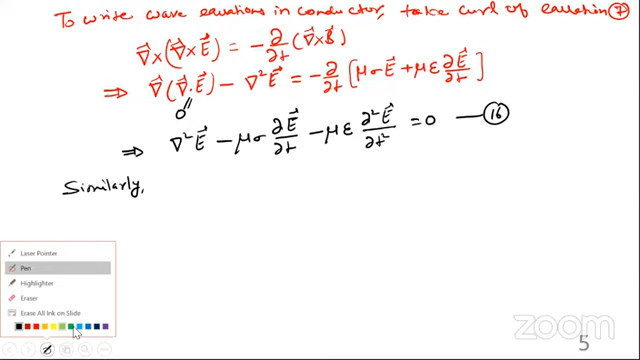 To write wave equations in conductor, take curl of equation ⑦
∇⃗×(∇⃗×E⃗) = -∂/∂t (∇⃗×B⃗)
⇒ ∇⃗(∇⃗.E⃗) - ∇²E⃗ = -∂/∂t [μσE⃗ + με ∂E⃗/∂t]
0
⇒ ∇²E⃗ - μσ ∂E⃗/∂t - με ∂²E⃗/∂t² = 0 — ⑯
Similarly,
Laser Pointer
Pen
Highlighter
Eraser
Erase All Ink on Slide
zoom
5